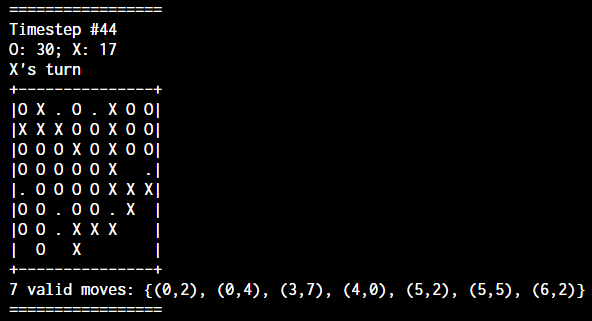 =================
Timestep #44
O: 30; X: 17
X's turn
+---------------+
|O X . O . X O O|
|X X X O O X O O|
|O O O X O X O O|
|O O O O O X   .|
|. O O O O X X X|
|O O . O O . X  |
|O O . X X X    |
|  O   X        |
+---------------+
7 valid moves: {(0,2), (0,4), (3,7), (4,0), (5,2), (5,5), (6,2)}
=================